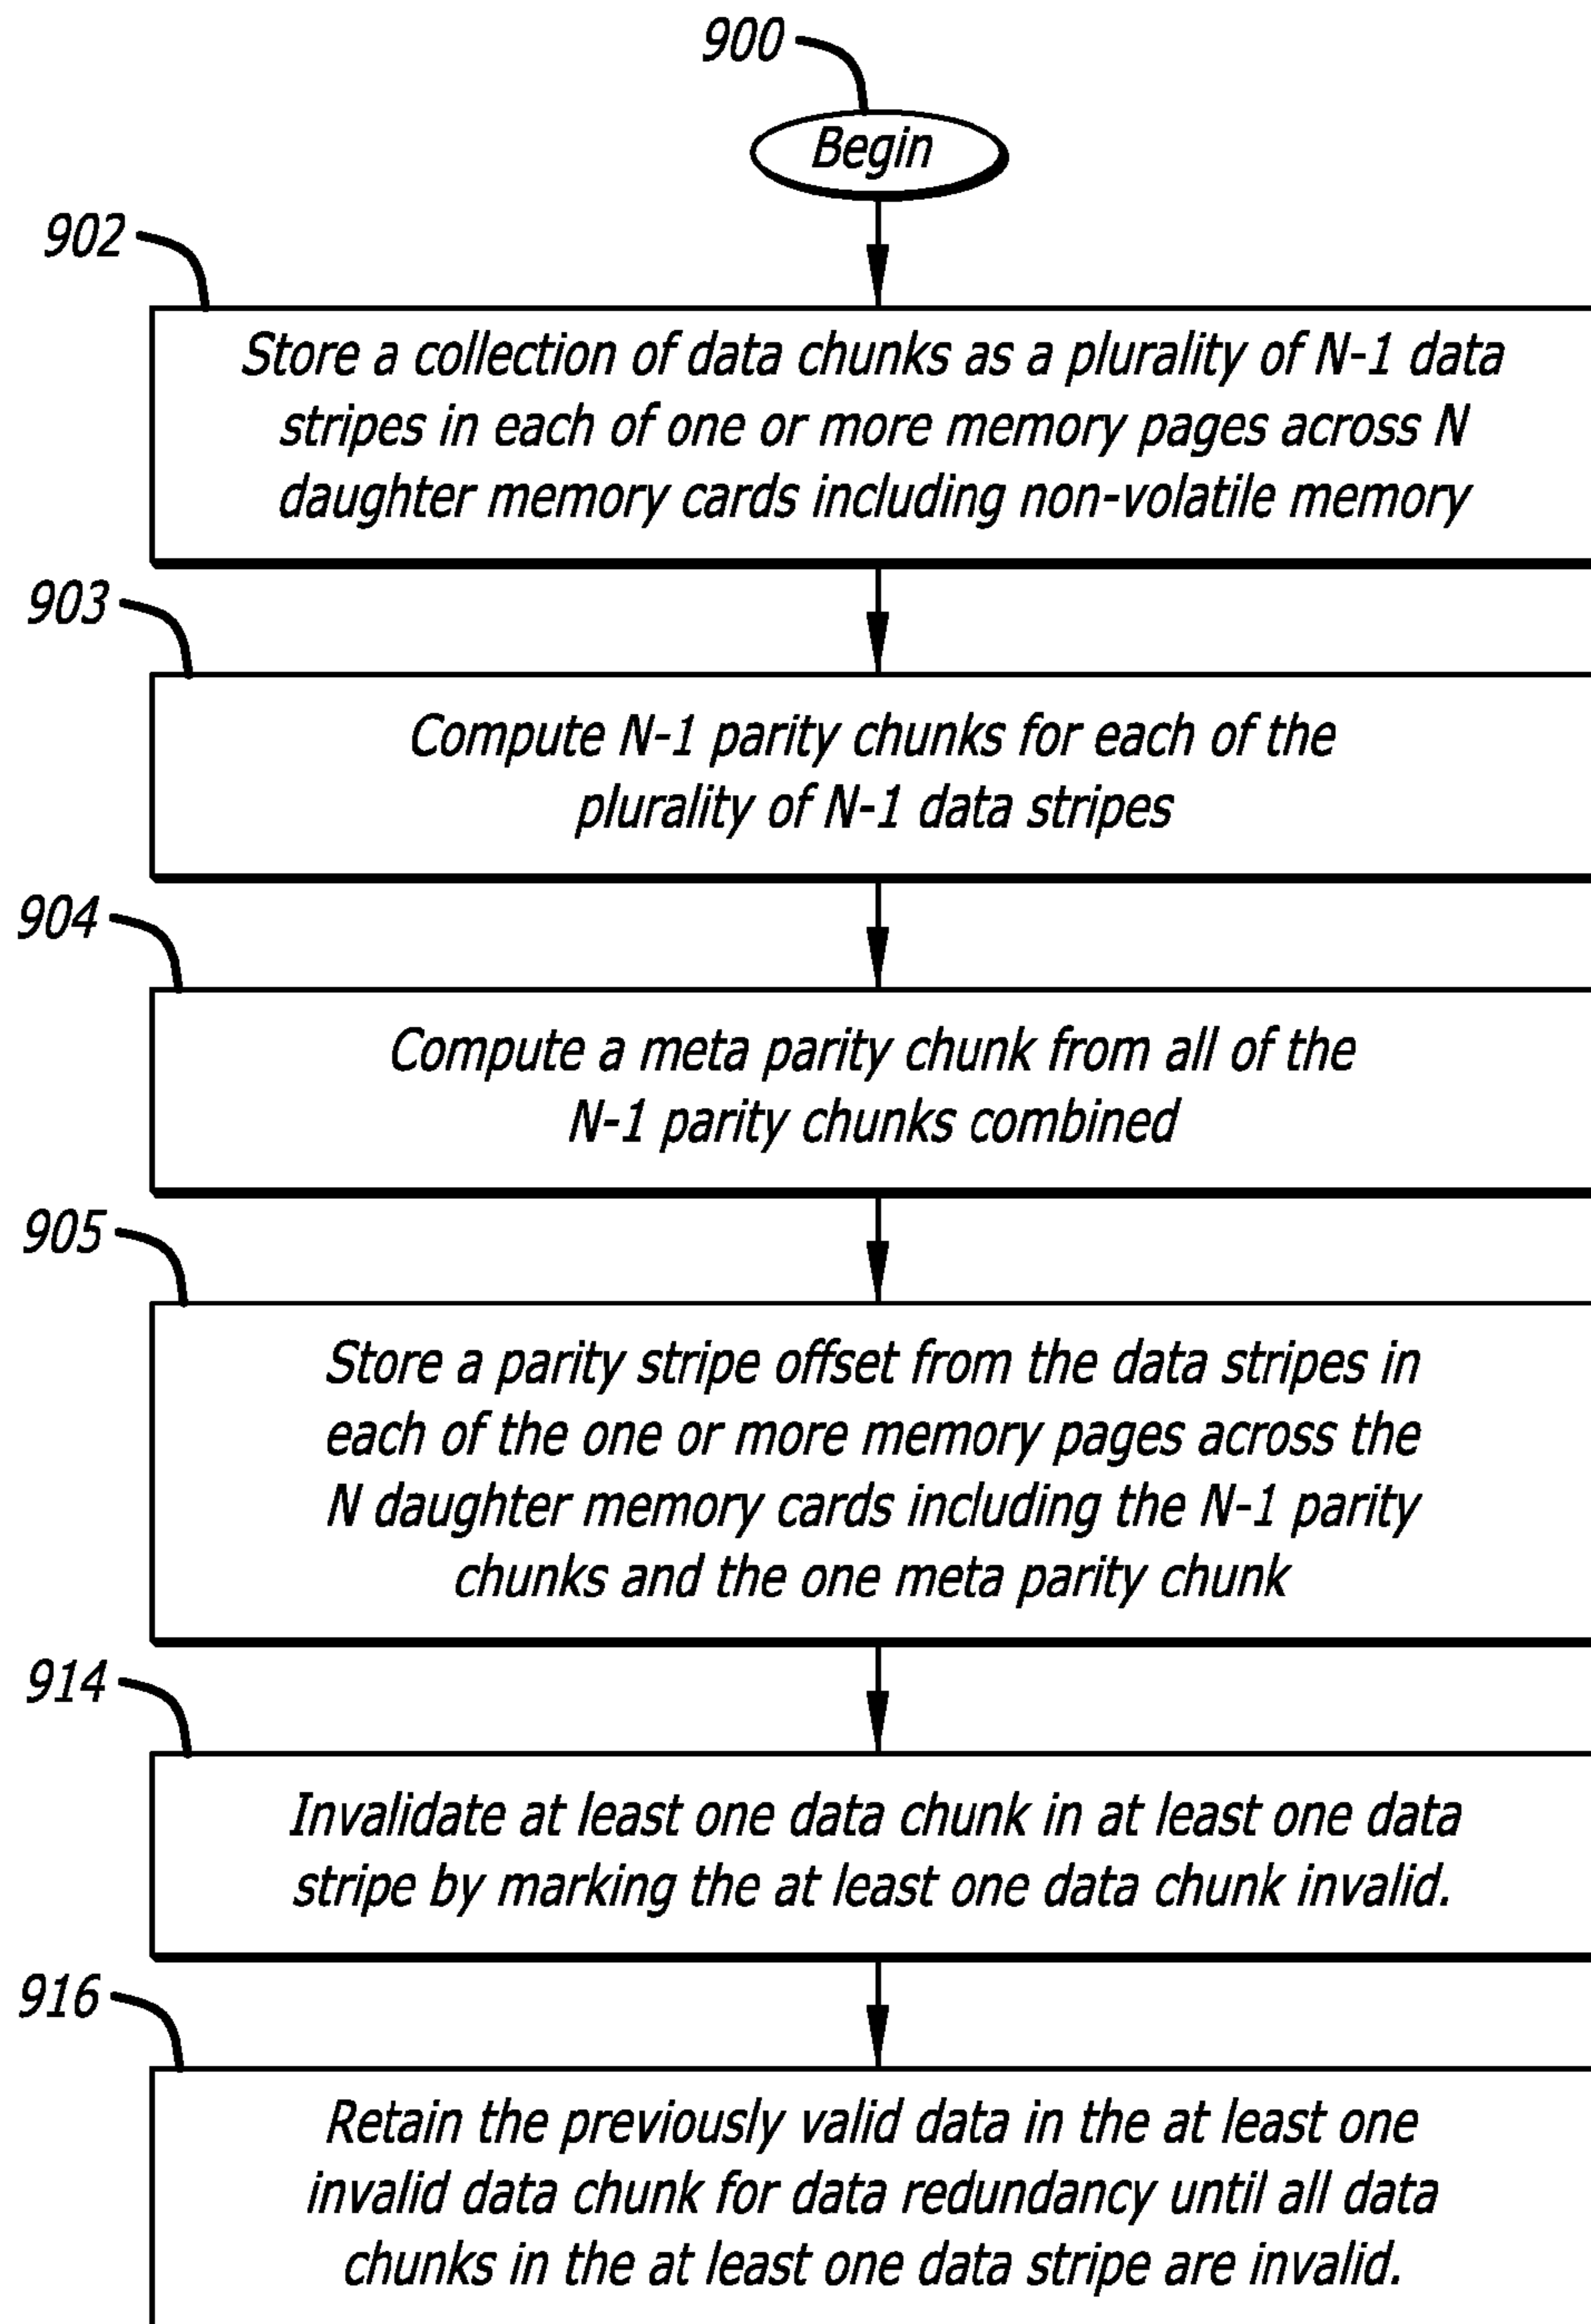 900
Begin
902
Store a collection of data chunks as a plurality of N-1 data
stripes in each of one or more memory pages across N
daughter memory cards including non-volatile memory
903
Compute N-1 parity chunks for each of the
plurality of N-1 data stripes
904
Compute a meta parity chunk from all of the
N-1 parity chunks combined
905
Store a parity stripe offset from the data stripes in
each of the one or more memory pages across the
N daughter memory cards including the N-1 parity
chunks and the one meta parity chunk
914
Invalidate at least one data chunk in at least one data
stripe by marking the at least one data chunk invalid.
916
Retain the previously valid data in the at least one
invalid data chunk for data redundancy until all data
chunks in the at least one data stripe are invalid.